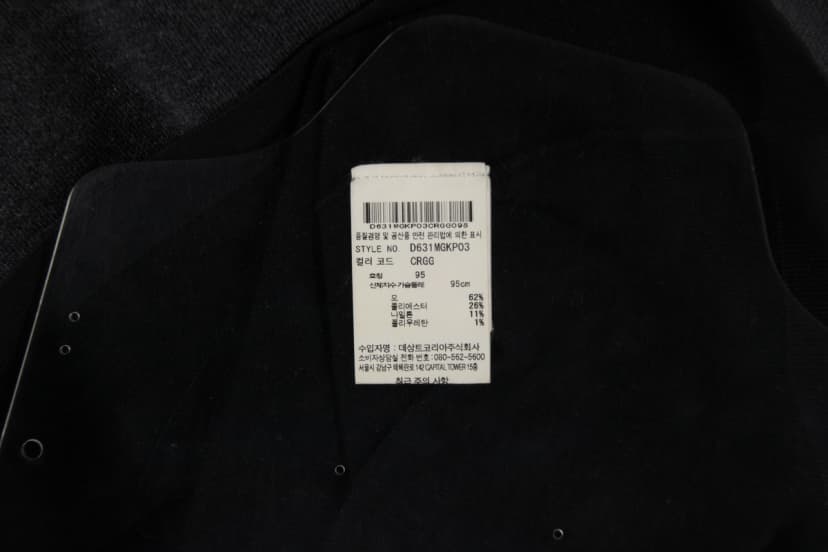 D631MGKP03CRGG095
품질경영 및 공산품 안전 관리법에 의한 표시
STYLE NO. D631MGKP03
컬러 코드 CRGG
호칭 95
신체치수-가슴둘레 95cm
모 62%
폴리에스터 26%
나일론 11%
폴리우레탄 1%
수입자명 : 데상트코리아주식회사
소비자상담실 전화 번호 : 080-562-5600
서울시 강남구 테헤란로 142 CAPITAL TOWER 15층
취급 주의 사항